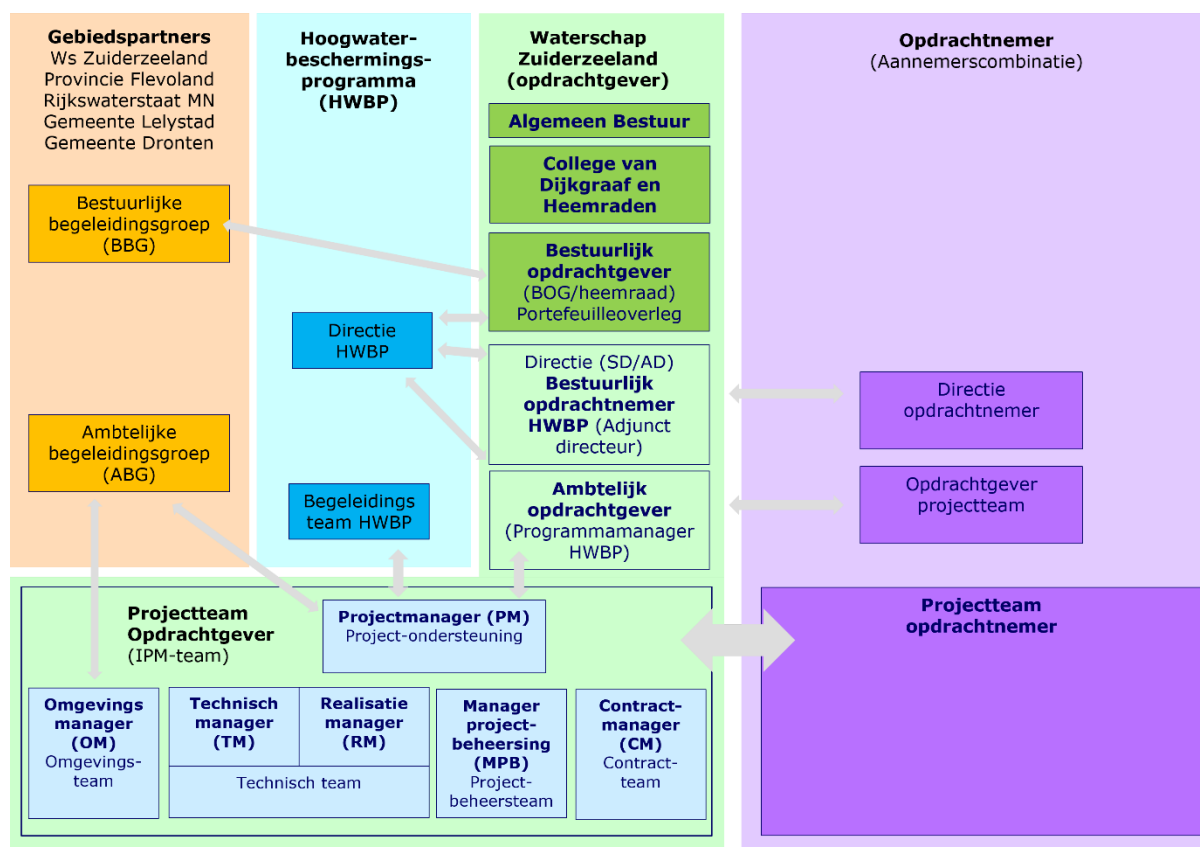 Gebiedspartners
Ws Zuiderzeeland
Provincie Flevoland
Rijkswaterstaat MN
Gemeente Lelystad
Gemeente Dronten
Bestuurlijke
begeleidingsgroep
(BBG)
Ambtelijke
begeleidingsgroep
(ABG)
Hoogwater-
beschermings-
programma
(HWBP)
Directie
HWBP
Begeleidings
team HWBP
Waterschap
Zuiderzeeland
(opdrachtgever)
Algemeen Bestuur
College van
Dijkgraaf en
Heemraden
Bestuurlijk
opdrachtgever
(BOG/heemraad)
Portefeuilleoverleg
Directie (SD/AD)
Bestuurlijk
opdrachtnemer
HWBP (Adjunct
directeur)
Ambtelijk
opdrachtgever
(Programmamanager
HWBP)
Opdrachtnemer
(Aannemerscombinatie)
Directie
opdrachtnemer
Opdrachtgever
projectteam
Projectteam
opdrachtnemer
Projectteam
Opdrachtgever
(IPM-team)
Projectmanager (PM)
Project-ondersteuning
Omgevings
manager
(OM)
Omgevings-
team
Technisch
manager
(TM)
Realisatie
manager
(RM)
Technisch team
Manager
project-
beheersing
(MPB)
Project-
beheersteam
Contract-
manager
(CM)
Contract-
team